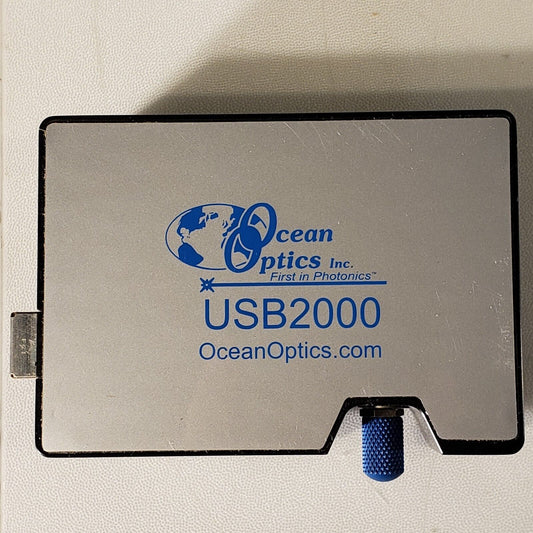 Ocean
Optics Inc.
First in Photonics™
USB2000
OceanOptics.com